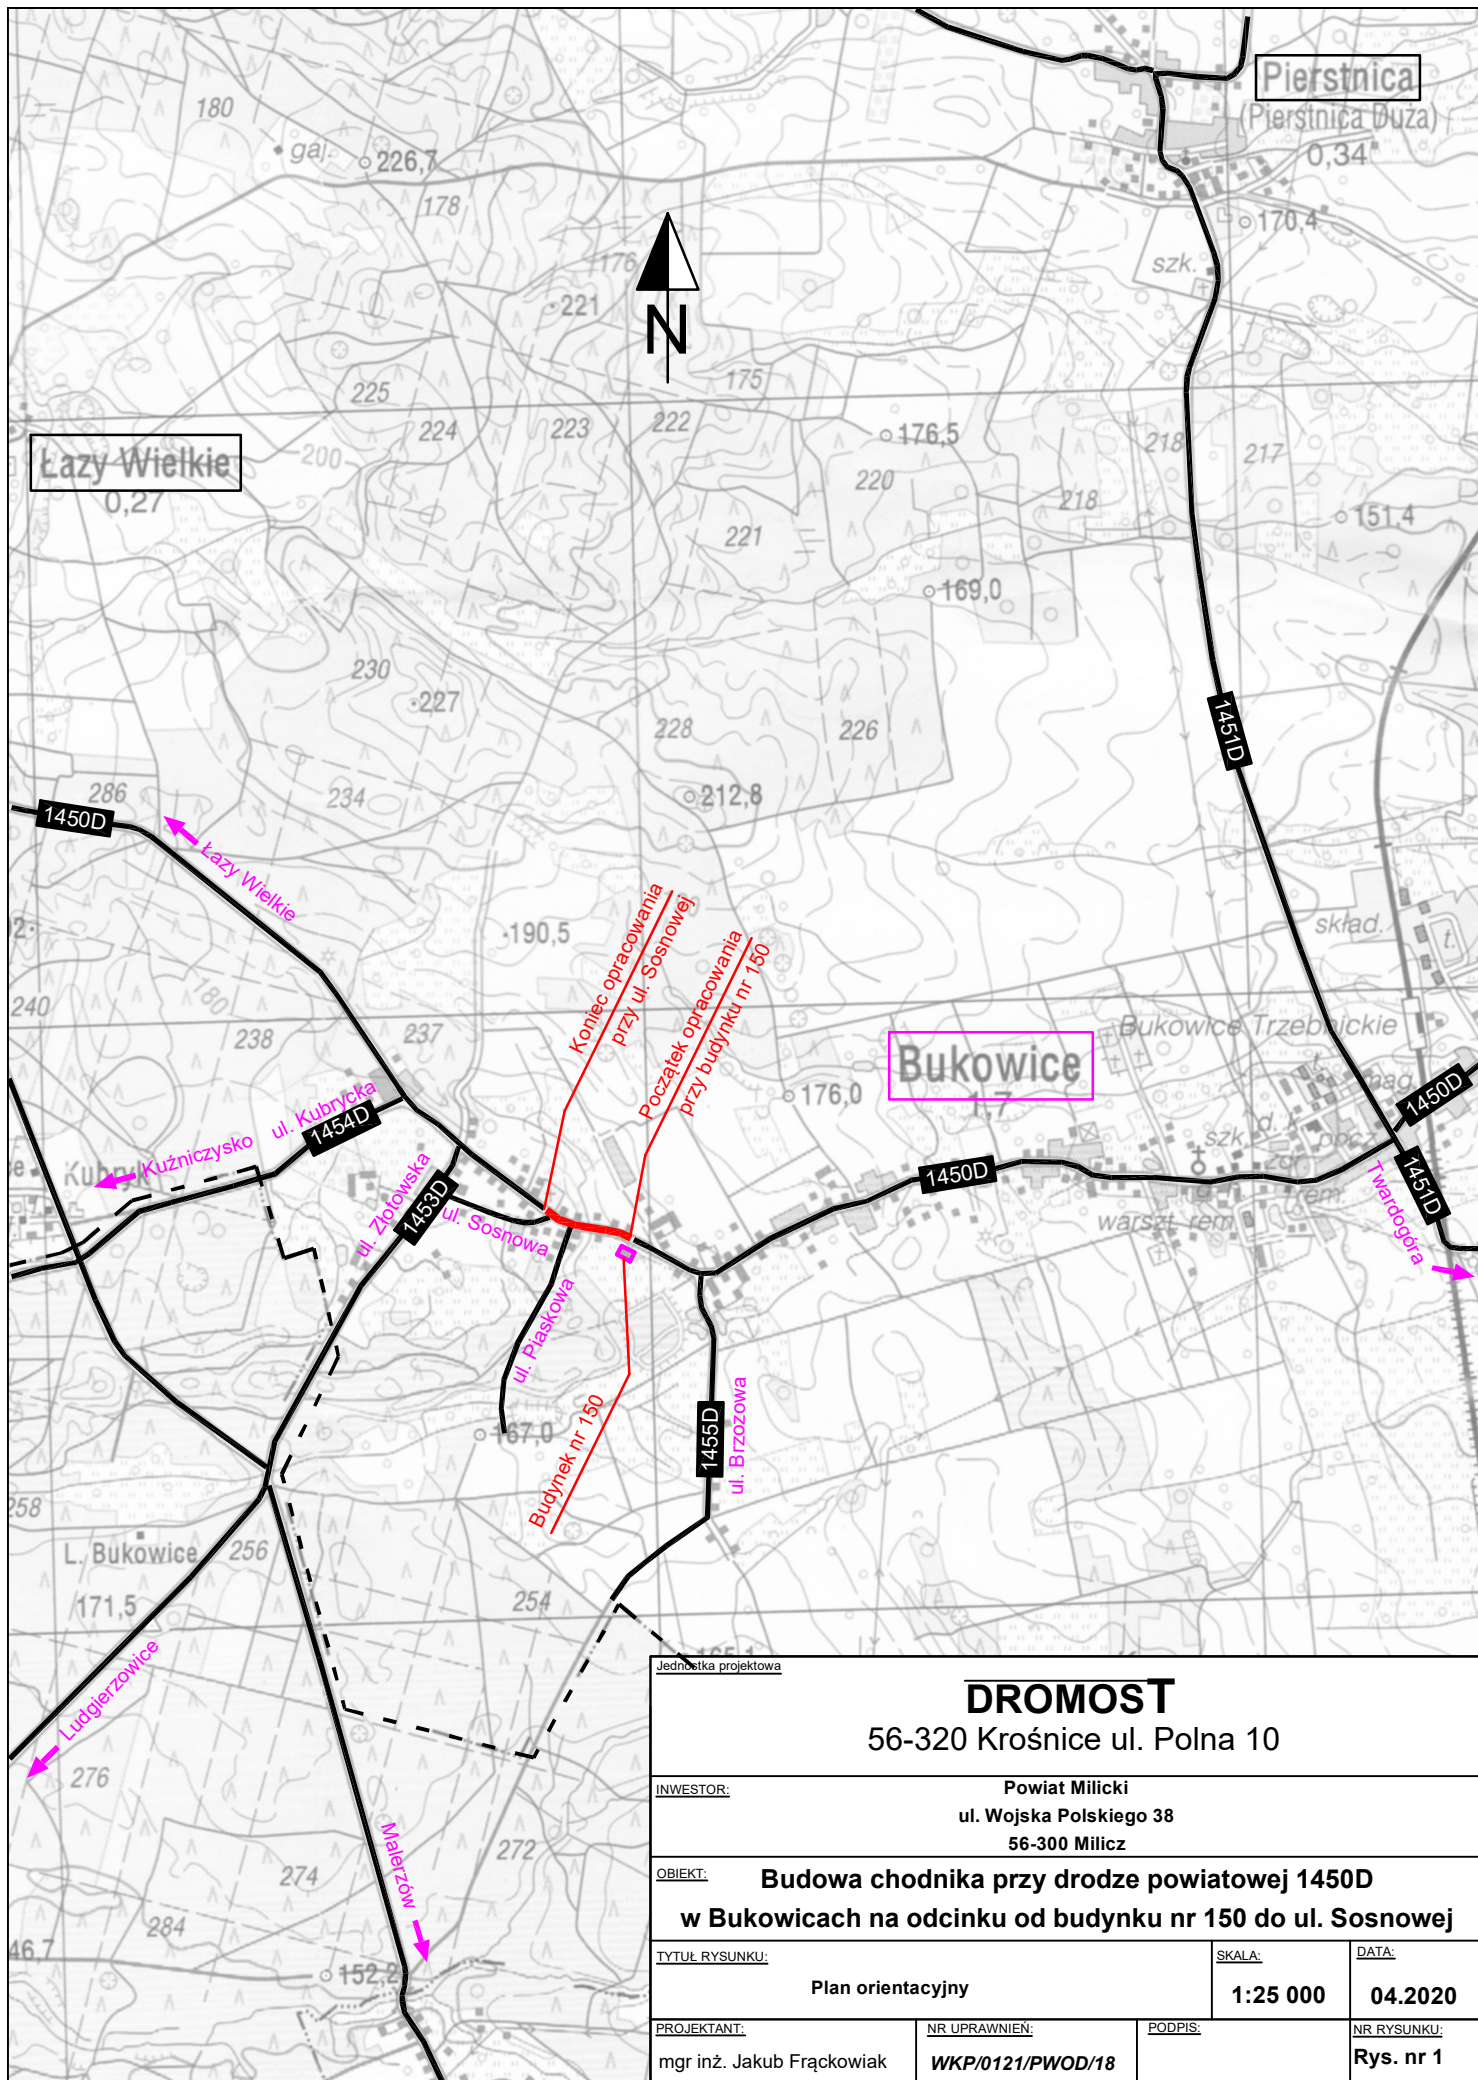 Pierstnica
(Pierstnica Duża)
0,34
180
gaj.
226,7
178
170,4
szk.
176
221
N
175
225
224
223
222
176,5
218
217
Łazy Wielkie
0,27
200
220
218
151,4
221
169,0
230
227
228
226
1451D
286
234
212,8
1450D
Łazy Wielkie
190,5
Koniec opracowania
przy ul. Sosnowej
Początek opracowania
przy budynku nr 150
skład.
t.
240
180
238
237
Bukowice Trzebnickie
Bukowice
1,7
176,0
1450D
ul. Kubrycka
1454D
Kuźniczysko
ul. Złotowska
1453D
ul. Sosnowa
szk.
d. k.
1450D
1451D
Twardogóra
warszt. rem.
ul. Piaskowa
167,0
Budynek nr 150
1455D
ul. Brzozowa
258
L. Bukowice
256
171,5
254
Ludgierzowice
276
Malerzów
272
274
284
46,7
152,2
Jednostka projektowa
DROMOST
56-320 Krośnice ul. Polna 10
INWESTOR:
Powiat Milicki
ul. Wojska Polskiego 38
56-300 Milicz
OBIEKT:
Budowa chodnika przy drodze powiatowej 1450D
w Bukowicach na odcinku od budynku nr 150 do ul. Sosnowej
TYTUŁ RYSUNKU:
Plan orientacyjny
SKALA:
1:25 000
DATA:
04.2020
PROJEKTANT:
mgr inż. Jakub Frąckowiak
NR UPRAWNIEŃ:
WKP/0121/PWOD/18
PODPIS:
NR RYSUNKU:
Rys. nr 1